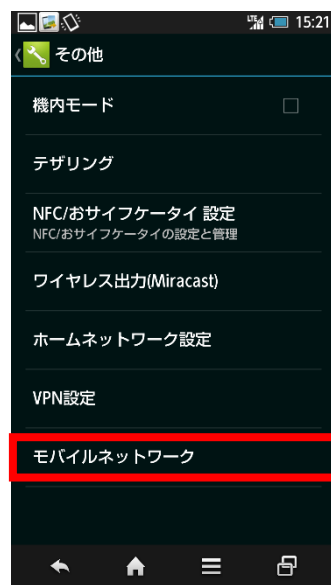 LTE 15:21
その他
機内モード
テザリング
NFC/おサイフケータイ 設定
NFC/おサイフケータイの設定と管理
ワイヤレス出力(Miracast)
ホームネットワーク設定
VPN設定
モバイルネットワーク